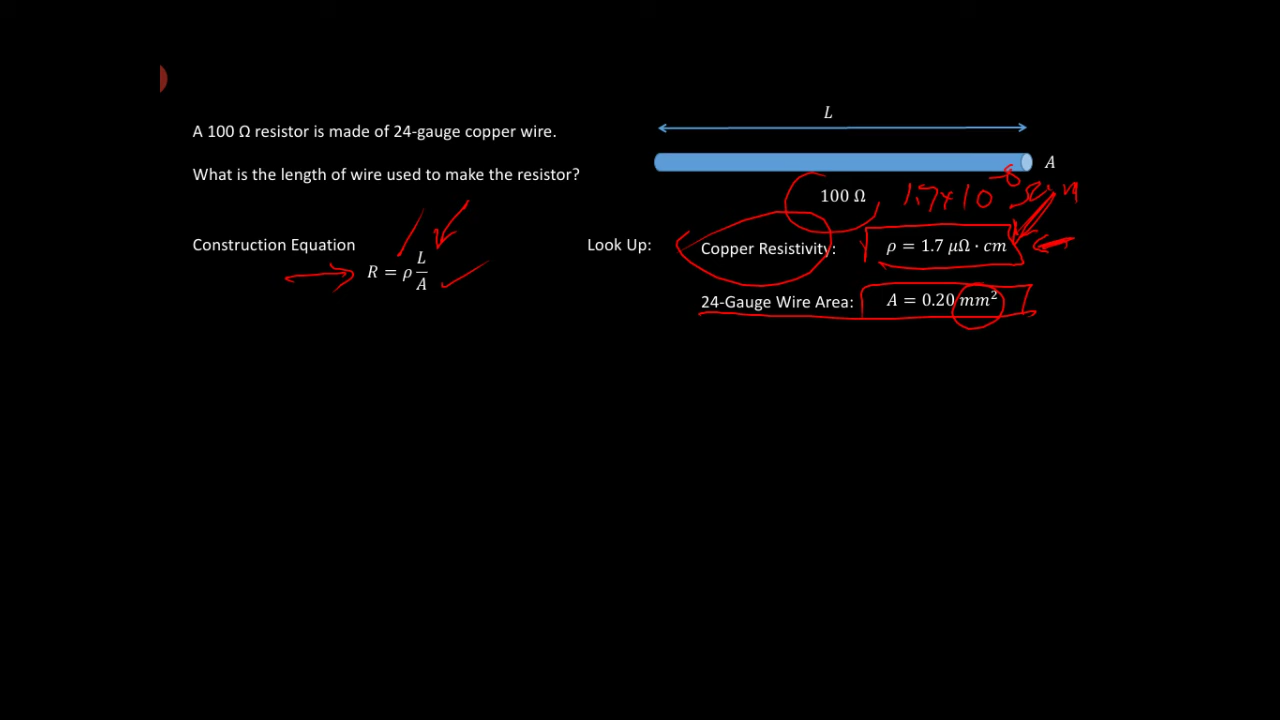 L
A 100 Ω resistor is made of 24-gauge copper wire.
A
What is the length of wire used to make the resistor?
100 Ω 1.7x10^-8 Ω m
Construction Equation
R = ρ L/A
Look Up:
Copper Resistivity: ρ = 1.7 μΩ · cm
24-Gauge Wire Area: A = 0.20 mm²